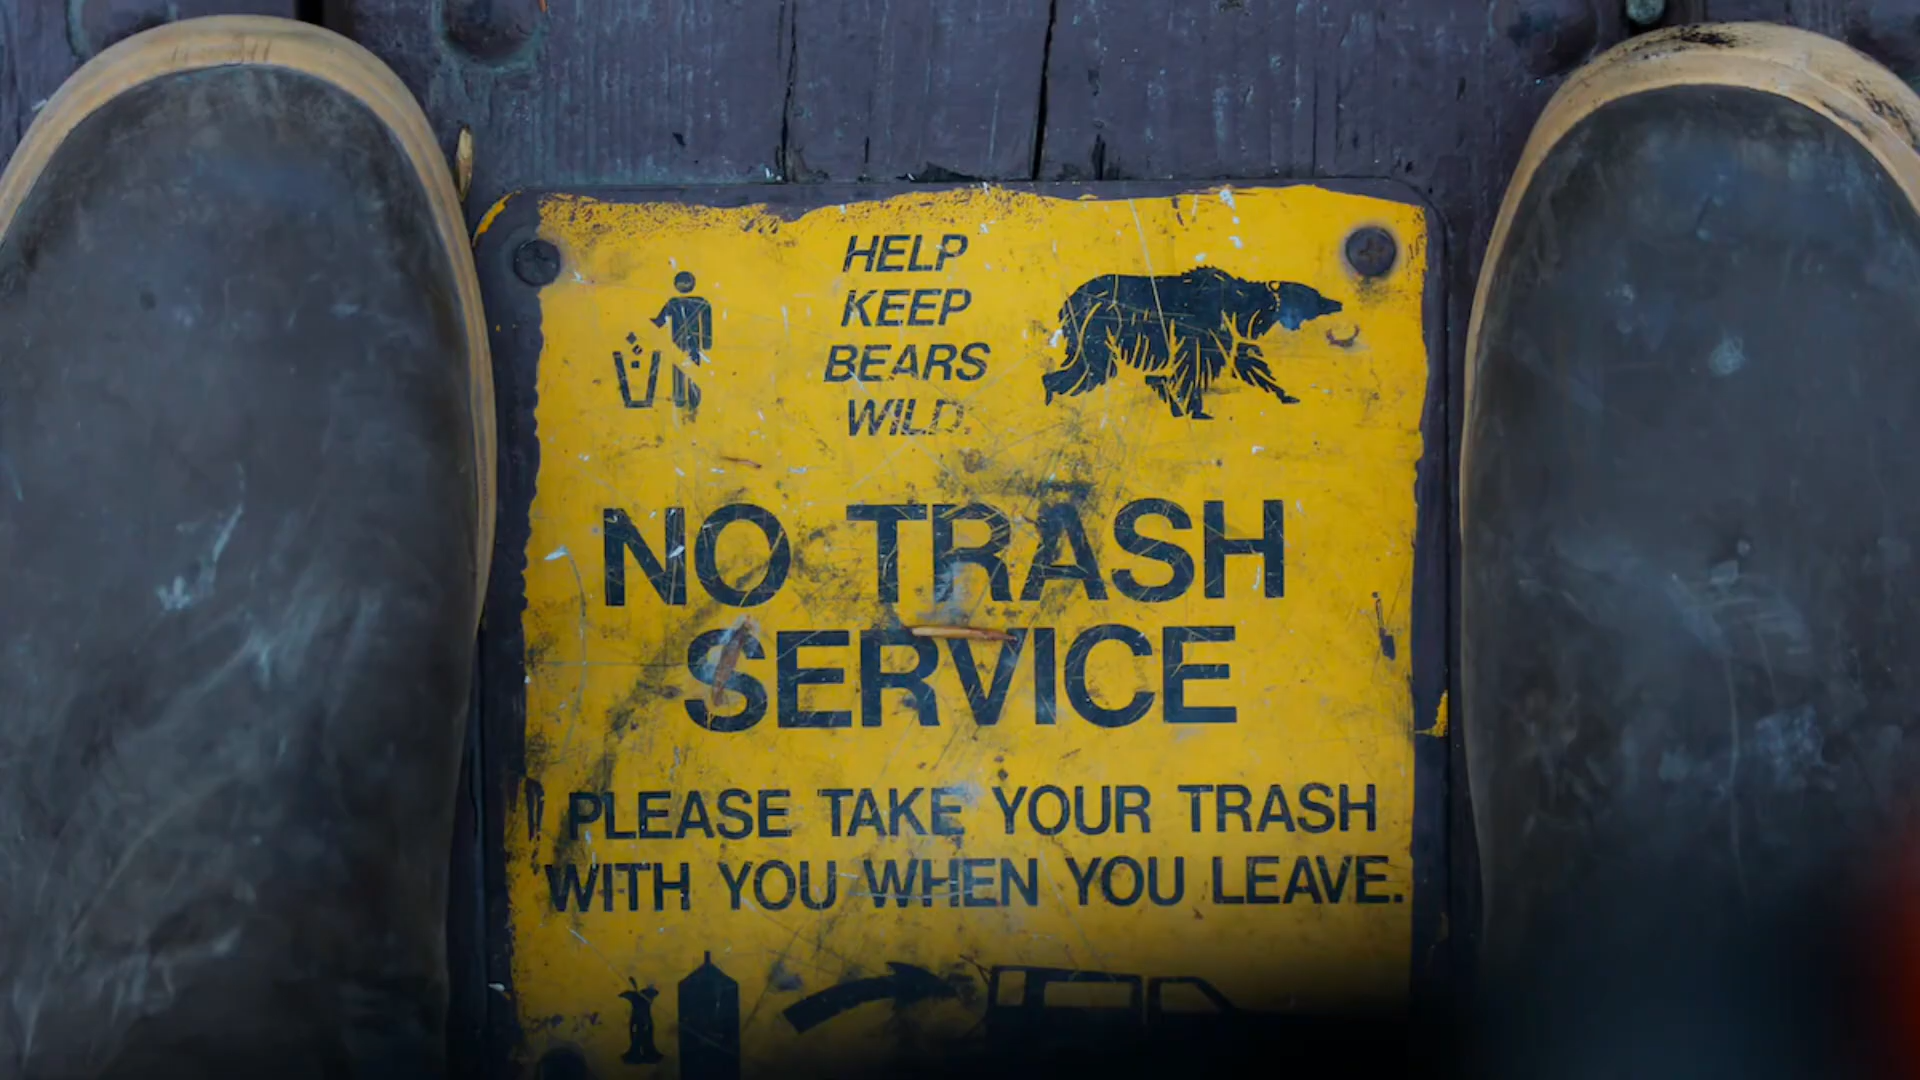 HELP
KEEP
BEARS
WILD.
NO TRASH
SERVICE
PLEASE TAKE YOUR TRASH
WITH YOU WHEN YOU LEAVE.